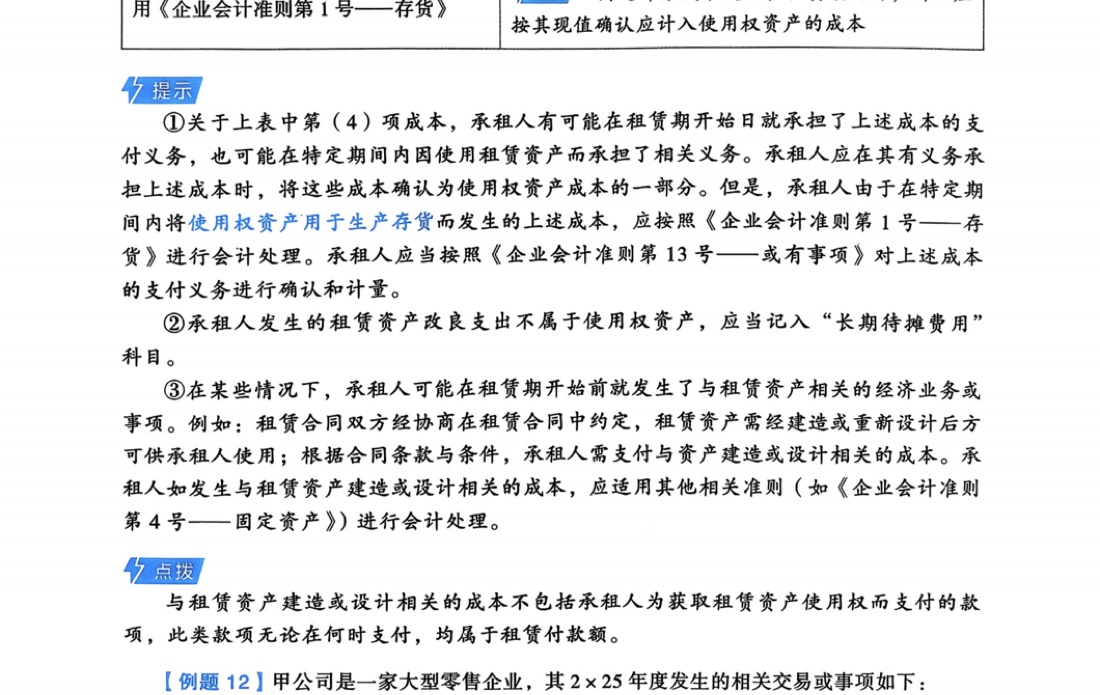 用《企业会计准则第 1 号——存货》
按其现值确认应计入使用权资产的成本
提示
①关于上表中第（4）项成本，承租人有可能在租赁期开始日就承担了上述成本的支
付义务，也可能在特定期间内因使用租赁资产而承担了相关义务。承租人应在其有义务承
担上述成本时，将这些成本确认为使用权资产成本的一部分。但是，承租人由于在特定期
间内将使用权资产用于生产存货而发生的上述成本，应按照《企业会计准则第 1 号——存
货》进行会计处理。承租人应当按照《企业会计准则第 13 号——或有事项》对上述成本
的支付义务进行确认和计量。
②承租人发生的租赁资产改良支出不属于使用权资产，应当记入“长期待摊费用”
科目。
③在某些情况下，承租人可能在租赁期开始前就发生了与租赁资产相关的经济业务或
事项。例如：租赁合同双方经协商在租赁合同中约定，租赁资产需经建造或重新设计后方
可供承租人使用；根据合同条款与条件，承租人需支付与资产建造或设计相关的成本。承
租人如发生与租赁资产建造或设计相关的成本，应适用其他相关准则（如《企业会计准则
第 4 号——固定资产》）进行会计处理。
点拨
与租赁资产建造或设计相关的成本不包括承租人为获取租赁资产使用权而支付的款
项，此类款项无论在何时支付，均属于租赁付款额。
【例题 12】甲公司是一家大型零售企业，其 2×25 年度发生的相关交易或事项如下：